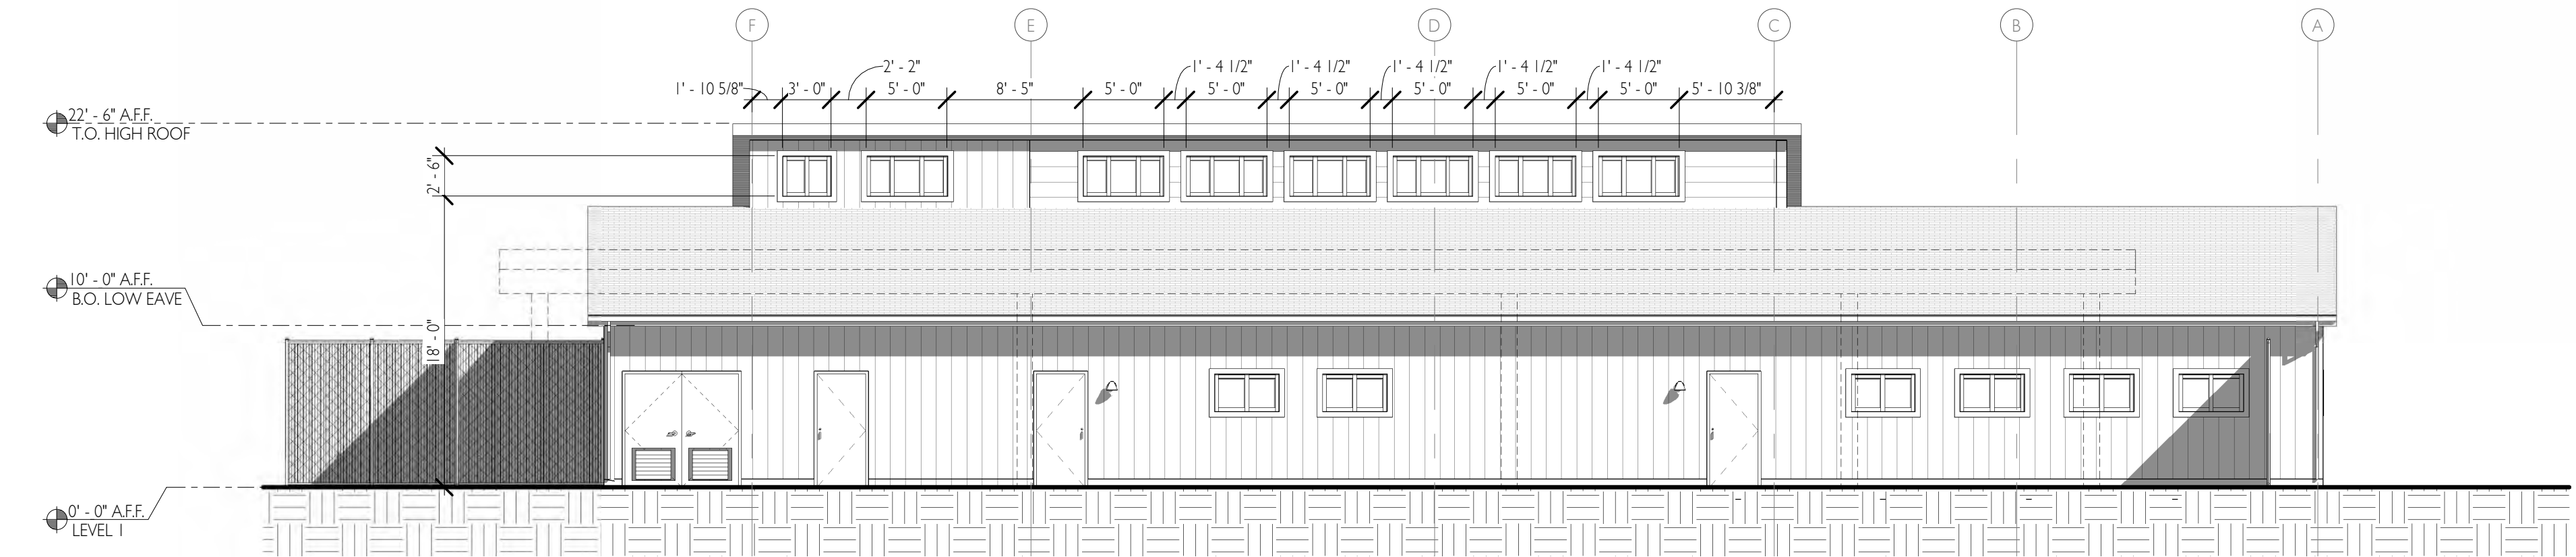 F E D C B A
2' - 2" 1' - 4 1/2" 1' - 4 1/2" 1' - 4 1/2" 1' - 4 1/2" 1' - 4 1/2"
1' - 10 5/8" 3' - 0" 5' - 0" 8' - 5" 5' - 0" 5' - 0" 5' - 0" 5' - 0" 5' - 0" 5' - 0" 5' - 10 3/8"
22' - 6" A.F.F.
T.O. HIGH ROOF
2' - 6"
10' - 0" A.F.F.
B.O. LOW EAVE
18' - 0"
0' - 0" A.F.F.
LEVEL 1